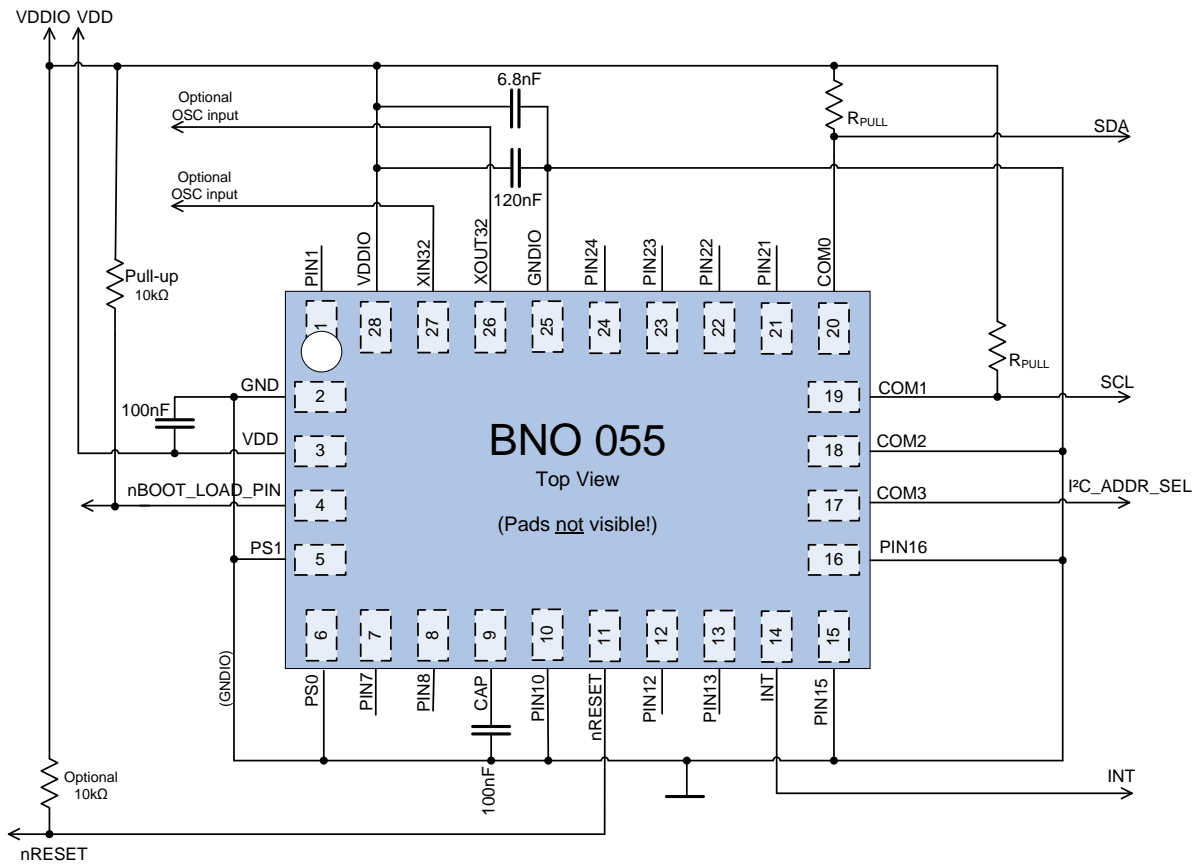 VDDIO VDD
6.8nF
Optional
OSC input
RPULL
SDA
Optional
OSC input
120nF
PIN1
VDDIO
XIN32
XOUT32
GNDIO
PIN24
PIN23
PIN22
PIN21
COM0
Pull-up
10kΩ
1
28
27
26
25
24
23
22
21
20
RPULL
GND
2
19
COM1
SCL
100nF
VDD
3
BNO 055
18
COM2
Top View
nBOOT_LOAD_PIN
4
17
COM3
I²C_ADDR_SEL
(Pads not visible!)
PS1
5
16
PIN16
6
7
8
9
10
11
12
13
14
15
(GNDIO)
PS0
PIN7
PIN8
CAP
PIN10
nRESET
PIN12
PIN13
INT
PIN15
100nF
Optional
10kΩ
INT
nRESET